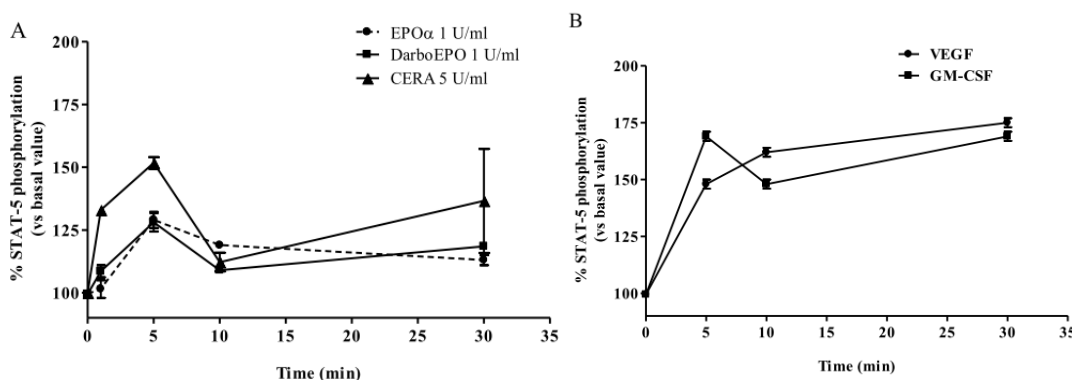 A
EPOα 1 U/ml
DarboEPO 1 U/ml
CERA 5 U/ml
% STAT-5 phosphorylation
(vs basal value)
200
175
150
125
100
0 5 10 15 20 25 30 35
Time (min)
B
VEGF
GM-CSF
% STAT-5 phosphorylation
(vs basal value)
200
175
150
125
100
0 5 10 15 20 25 30 35
Time (min)